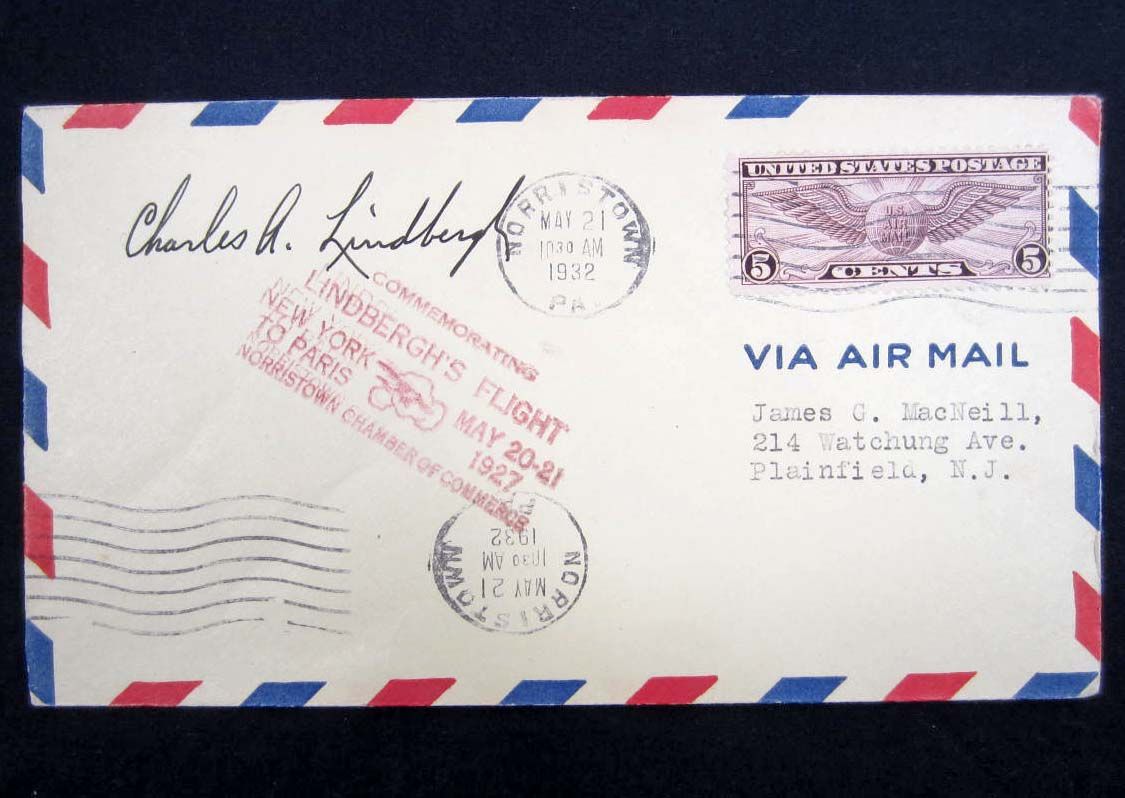 Charles A. Lindbergh
NORRISTOWN
MAY 21
10 30 AM
1932
PA.
UNITED STATES POSTAGE
U.S.
AIR
MAIL
5 CENTS 5
COMMEMORATING
LINDBERGH'S FLIGHT
NEW YORK
TO PARIS
MAY 20-21
1927
NORRISTOWN CHAMBER OF COMMERCE
VIA AIR MAIL
James G. MacNeill,
214 Watchung Ave.
Plainfield, N.J.
NORRISTOWN
MAY 21
10 30 AM
1932